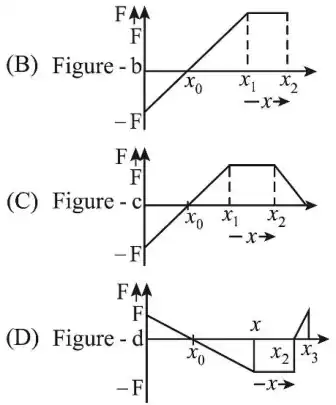 F
F
(B) Figure - b
x₀ x₁ x₂
-x→
-F
F
F
(C) Figure - c
x₀ x₁ x₂
-x→
-F
F
F
x
(D) Figure - d
x₀ x₂ x₃
-x→
-F